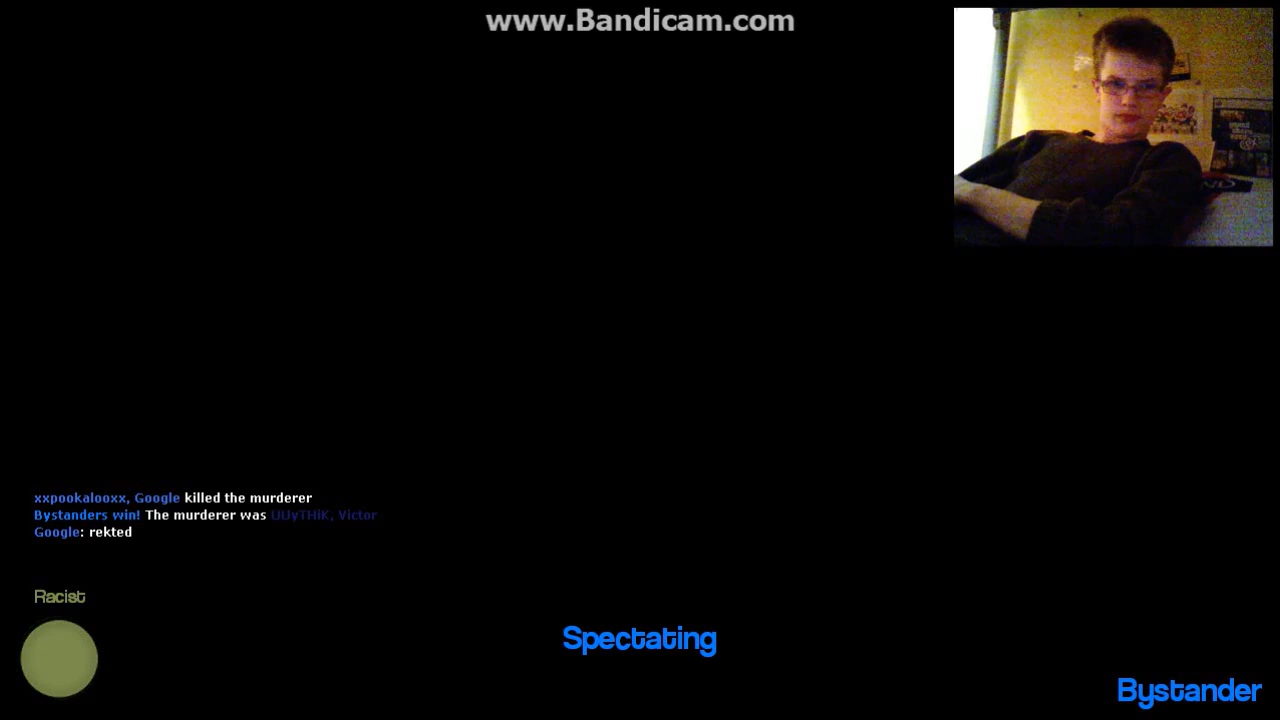 www.Bandicam.com
xxpookalooxx, Google killed the murderer
Bystanders win! The murderer was UUyTHiK, Victor
Google: rekted
Racist
Spectating
Bystander